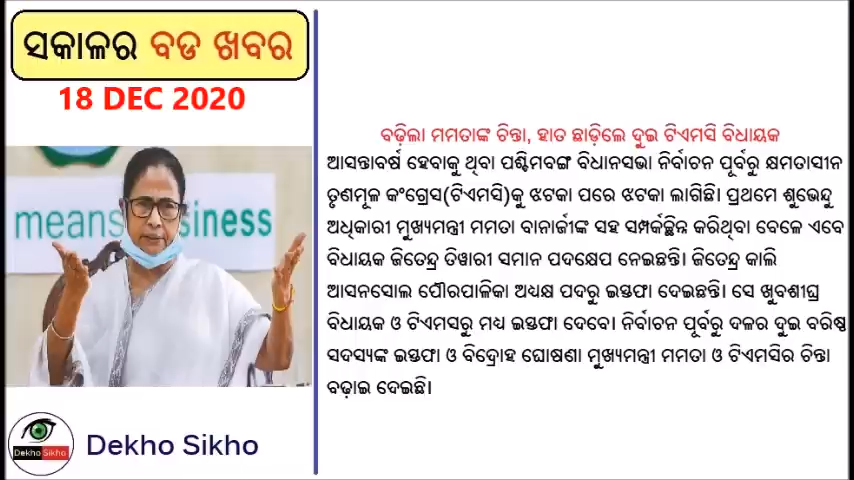 ସକାଳର ବଡ ଖବର
18 DEC 2020
means business
Dekho Sikho
Dekho Sikho
ବଢ଼ିଲା ମମତାଙ୍କ ଚିନ୍ତା, ହାତ ଛାଡ଼ିଲେ ଦୁଇ ଟିଏମସି ବିଧାୟକ
ଆସନ୍ତାବର୍ଷ ହେବାକୁ ଥିବା ପଶ୍ଚିମବଙ୍ଗ ବିଧାନସଭା ନିର୍ବାଚନ ପୂର୍ବରୁ କ୍ଷମତାସୀନ
ତୃଣମୂଳ କଂଗ୍ରେସ(ଟିଏମସି)କୁ ଝଟକା ପରେ ଝଟକା ଲାଗିଛି। ପ୍ରଥମେ ଶୁଭେନ୍ଦୁ
ଅଧିକାରୀ ମୁଖ୍ୟମନ୍ତ୍ରୀ ମମତା ବାନାର୍ଜୀଙ୍କ ସହ ସମ୍ପର୍କଚ୍ଛିନ୍ନ କରିଥିବା ବେଳେ ଏବେ
ବିଧାୟକ ଜିତେନ୍ଦ୍ର ତିୱାରୀ ସମାନ ପଦକ୍ଷେପ ନେଇଛନ୍ତି। ଜିତେନ୍ଦ୍ର କାଲି
ଆସନସୋଲ ପୌରପାଳିକା ଅଧ୍ୟକ୍ଷ ପଦରୁ ଇସ୍ତଫା ଦେଇଛନ୍ତି। ସେ ଖୁବଶୀଘ୍ର
ବିଧାୟକ ଓ ଟିଏମସରୁ ମଧ୍ୟ ଇସ୍ତଫା ଦେବେ। ନିର୍ବାଚନ ପୂର୍ବରୁ ଦଳର ଦୁଇ ବରିଷ୍ଠ
ସଦସ୍ୟଙ୍କ ଇସ୍ତଫା ଓ ବିଦ୍ରୋହ ଘୋଷଣା ମୁଖ୍ୟମନ୍ତ୍ରୀ ମମତା ଓ ଟିଏମସିର ଚିନ୍ତା
ବଢ଼ାଇ ଦେଇଛି।